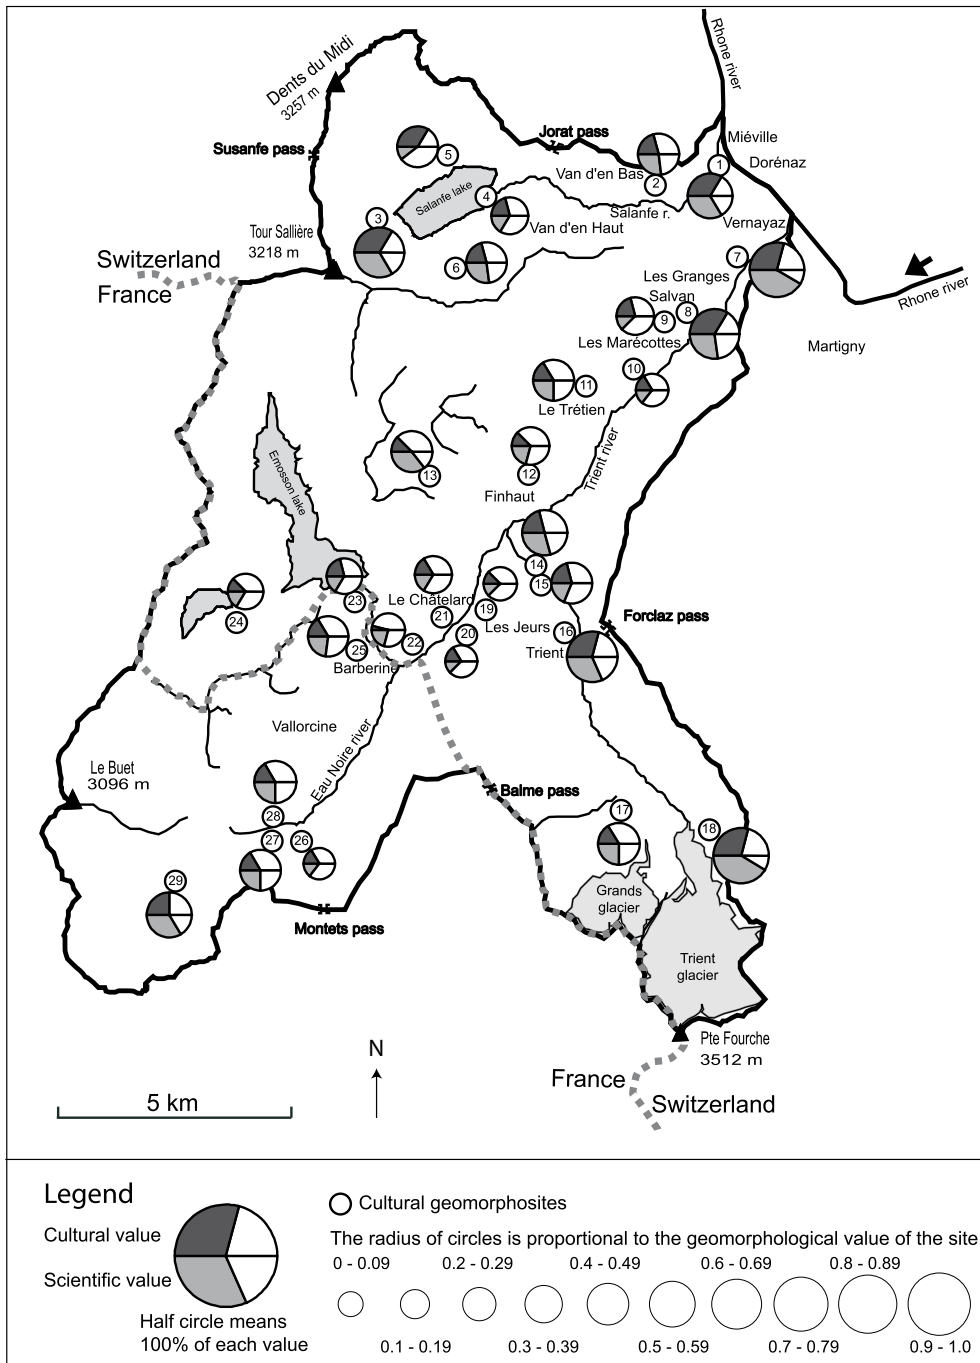 Rhone river
Dents du Midi
3257 m
Susanfe pass
Jorat pass
Miéville
Dorénaz
1
5
Van d'en Bas
2
Salanfe lake
4
3
Salanfe r.
Vernayaz
Van d'en Haut
Tour Sallière
3218 m
Switzerland
France
6
7
Les Granges
Salvan
8
9
Rhone river
Les Marécottes
Martigny
10
11
Le Trétien
Trient river
13
12
Finhaut
Emosson lake
14
15
23
Le Châtelard
19
24
21
Les Jeurs
16
Forclaz pass
20
22
25
Barberine
Trient
Vallorcine
Eau Noire river
Le Buet
3096 m
Balme pass
28
17
18
27
26
29
Grands
glacier
Montets pass
Trient
glacier
Pte Fourche
3512 m
N
France
Switzerland
5 km
Legend
Cultural value
Scientific value
Half circle means
100% of each value
Cultural geomorphosites
The radius of circles is proportional to the geomorphological value of the site
0 - 0.09
0.2 - 0.29
0.4 - 0.49
0.6 - 0.69
0.8 - 0.89
0.1 - 0.19
0.3 - 0.39
0.5 - 0.59
0.7 - 0.79
0.9 - 1.0